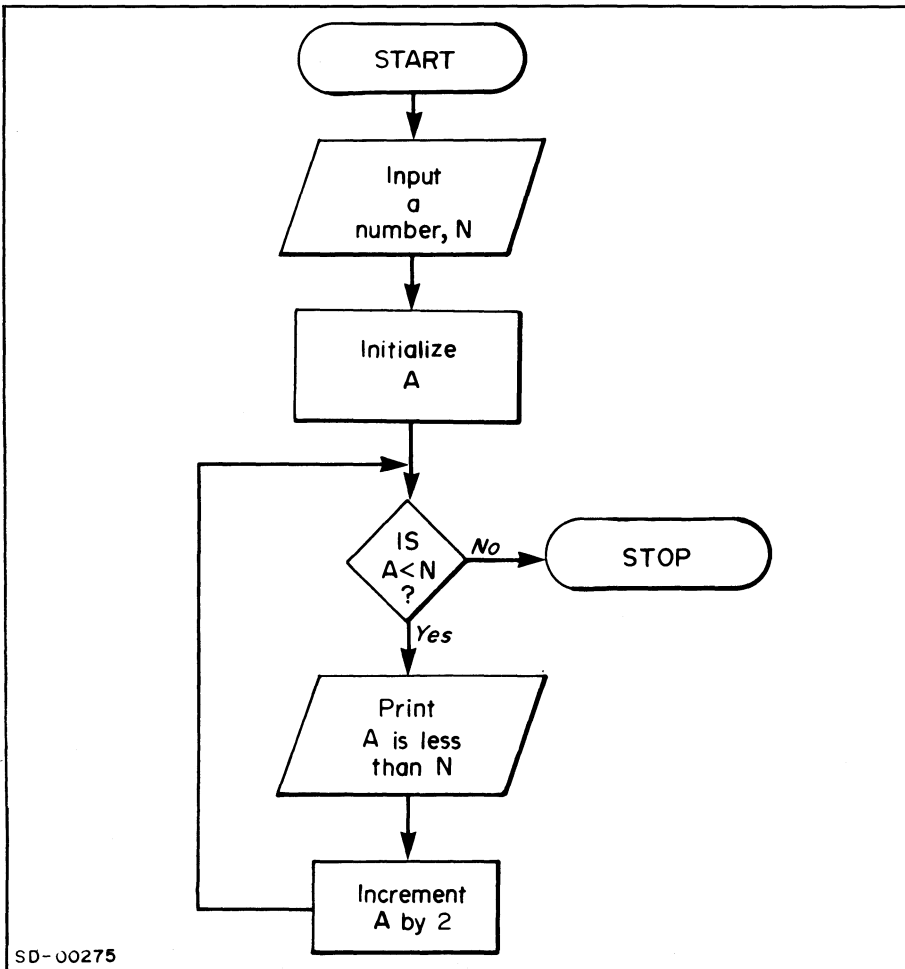 START
Input
a
number, N
Initialize
A
IS
A<N
?
No
STOP
Yes
Print
A is less
than N
Increment
A by 2
SD-00275